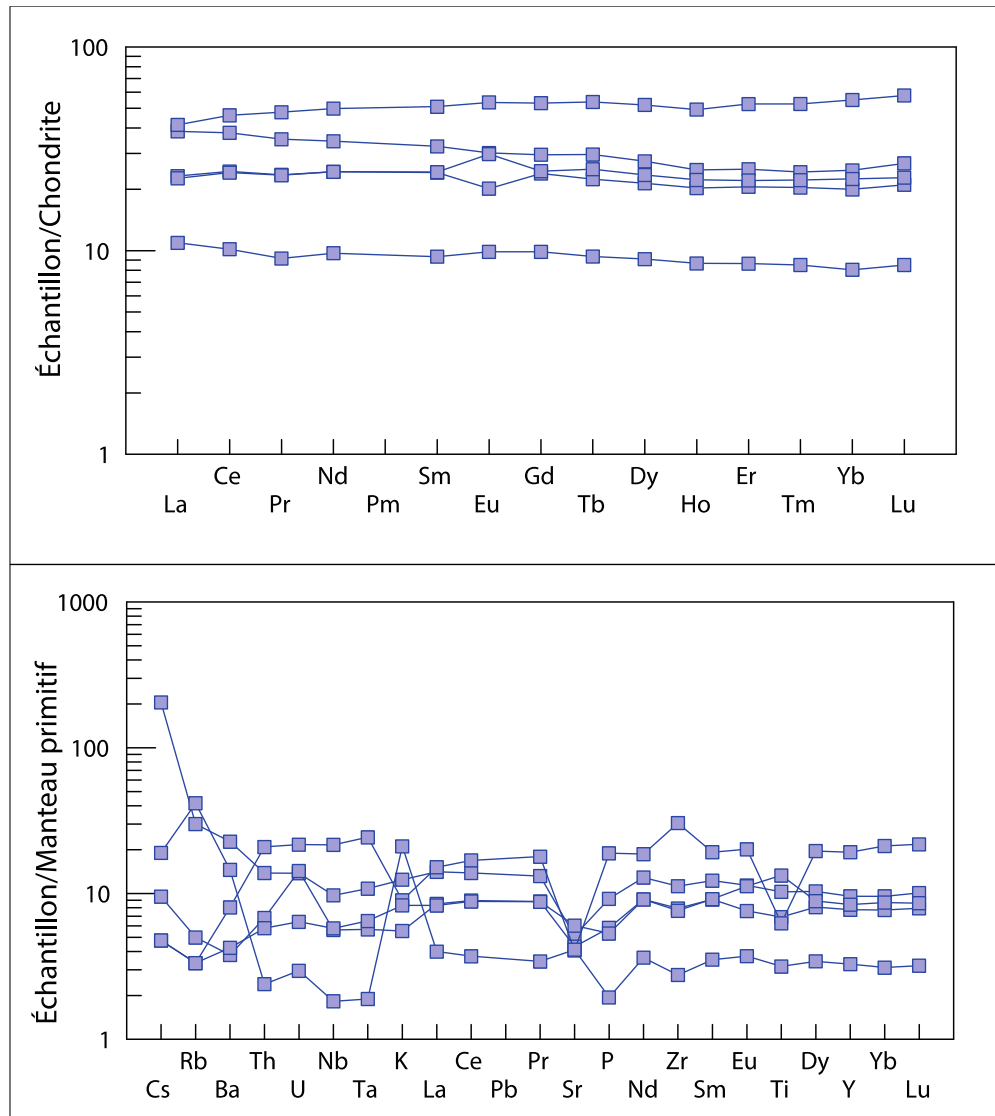 Échantillon/Chondrite
100
10
1
Ce Nd Sm Gd Dy Er Yb
La Pr Pm Eu Tb Ho Tm Lu
Échantillon/Manteau primitif
1000
100
10
1
Rb Th Nb K Ce Pr P Zr Eu Dy Yb
Cs Ba U Ta La Pb Sr Nd Sm Ti Y Lu